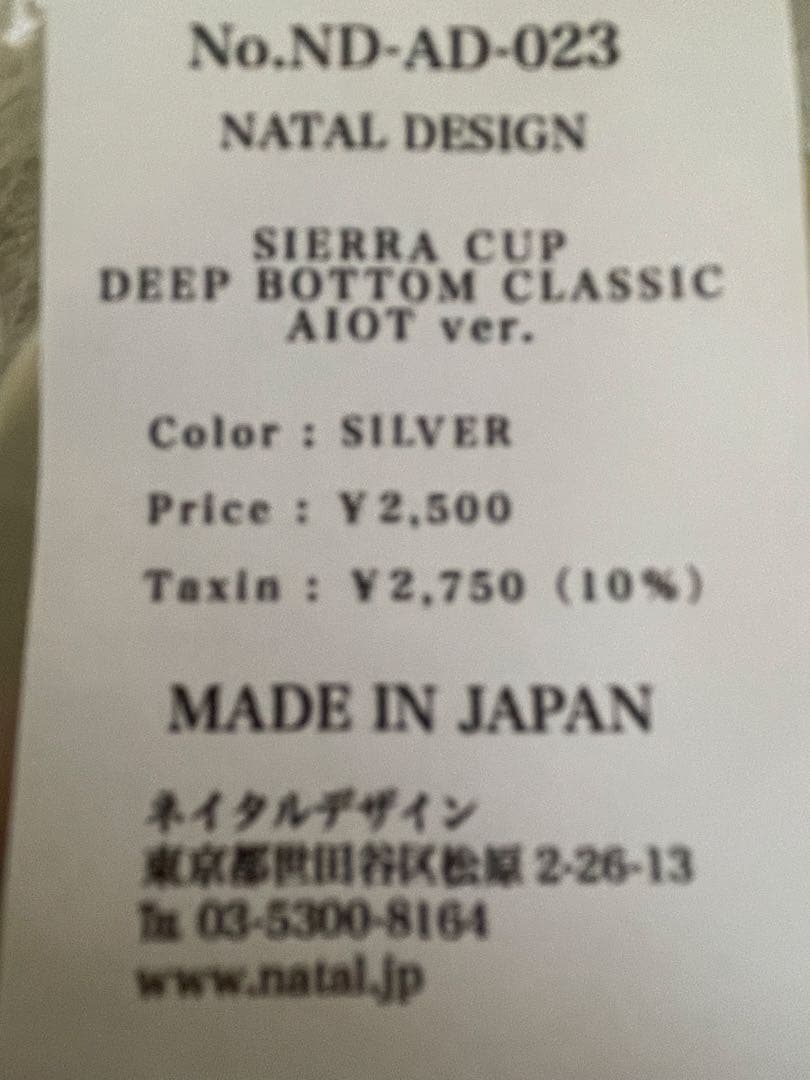 No.ND-AD-023
NATAL DESIGN
SIERRA CUP
DEEP BOTTOM CLASSIC
AIOT ver.
Color : SILVER
Price : ¥2,500
Taxin : ¥2,750 (10%)
MADE IN JAPAN
ネイタルデザイン
東京都世田谷区松原 2-26-13
℡ 03-5300-8164
www.natal.jp